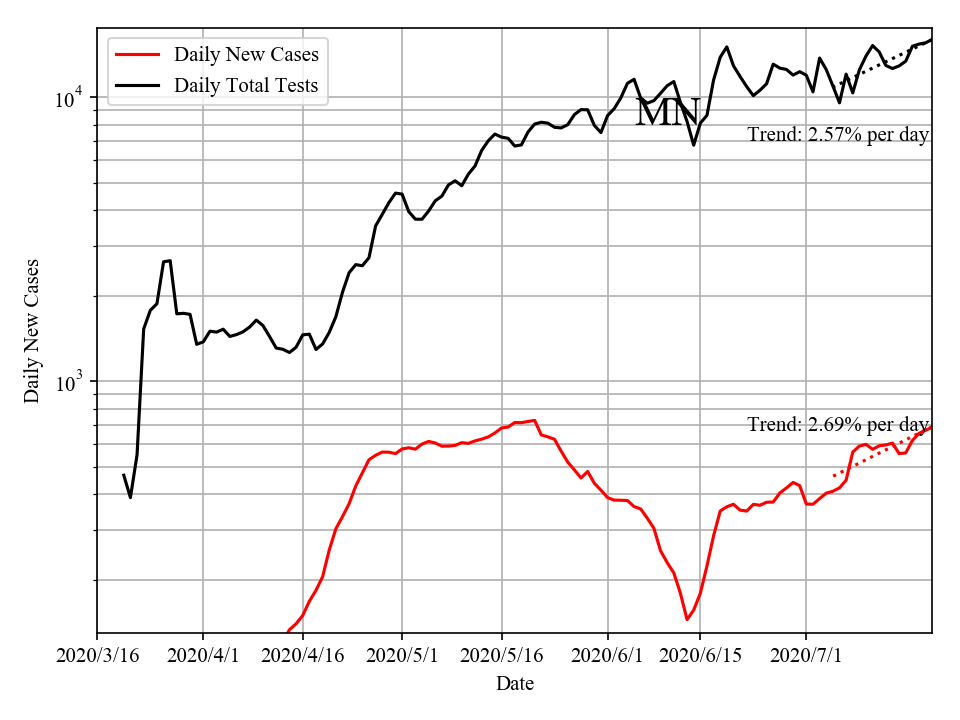 Daily New Cases
Daily Total Tests
10^4
MN
Trend: 2.57% per day
Daily New Cases
10^3
Trend: 2.69% per day
2020/3/16 2020/4/1 2020/4/16 2020/5/1 2020/5/16 2020/6/1 2020/6/15 2020/7/1
Date